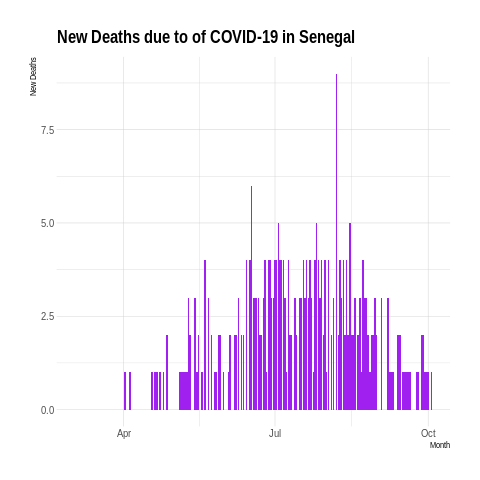 New Deaths due to of COVID-19 in Senegal
New Deaths
7.5
5.0
2.5
0.0
Apr Jul Oct
Month